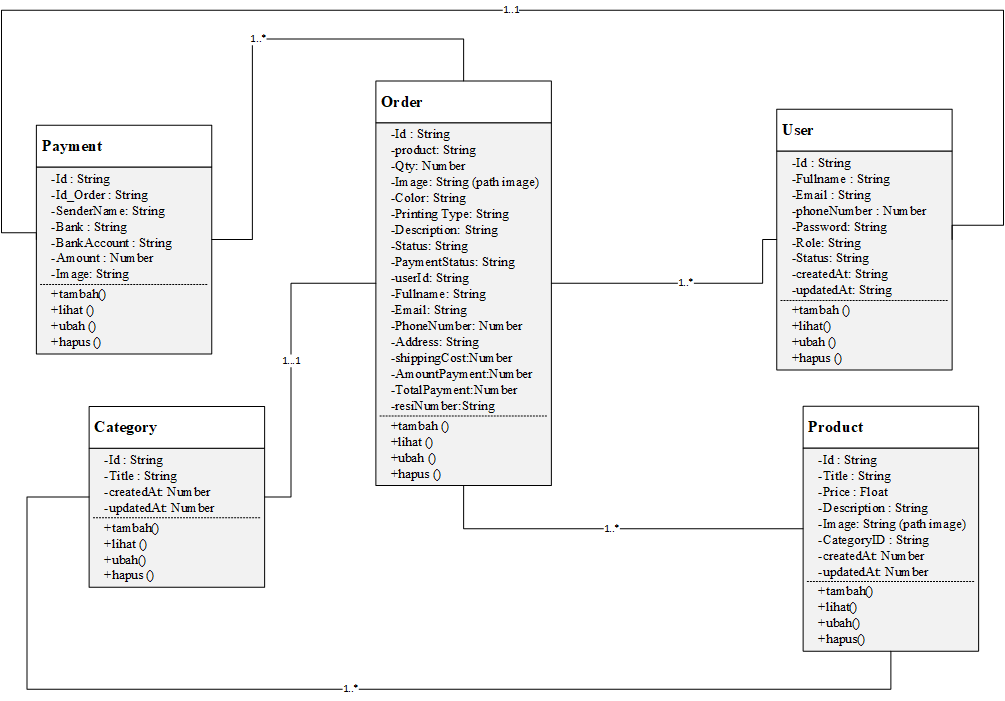 1..1
1..*
Payment
-Id : String
-Id_Order : String
-SenderName: String
-Bank : String
-BankAccount : String
-Amount : Number
-Image: String
+tambah()
+lihat ()
+ubah ()
+hapus ()
Order
-Id : String
-product: String
-Qty: Number
-Image: String (path image)
-Color: String
-Printing Type: String
-Description: String
-Status: String
-PaymentStatus: String
-userId: String
-Fullname: String
-Email: String
-PhoneNumber: Number
-Address: String
-shippingCost:Number
-AmountPayment:Number
-TotalPayment:Number
-resiNumber:String
+tambah ()
+lihat ()
+ubah ()
+hapus ()
User
-Id : String
-Fullname : String
-Email : String
-phoneNumber : Number
-Password: String
-Role: String
-Status: String
-createdAt: String
-updatedAt: String
+tambah ()
+lihat()
+ubah ()
+hapus ()
1..*
1..1
Category
-Id : String
-Title : String
-createdAt: Number
-updatedAt: Number
+tambah()
+lihat ()
+ubah()
+hapus ()
Product
-Id : String
-Title : String
-Price : Float
-Description : String
-Image: String (path image)
-CategoryID : String
-createdAt: Number
-updatedAt: Number
+tambah()
+lihat()
+ubah()
+hapus()
1..*
1..*